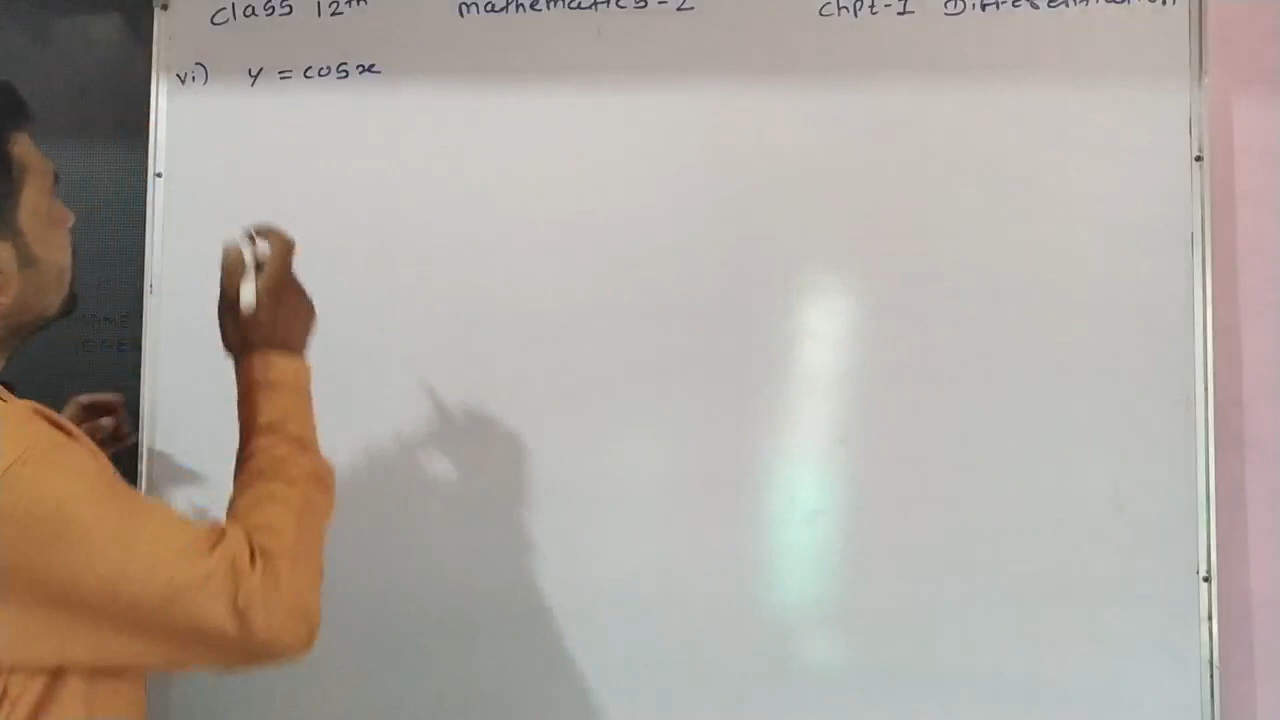 Class 12th Mathematics-2 Chpt-1 Differentiation
vi) y = cosx